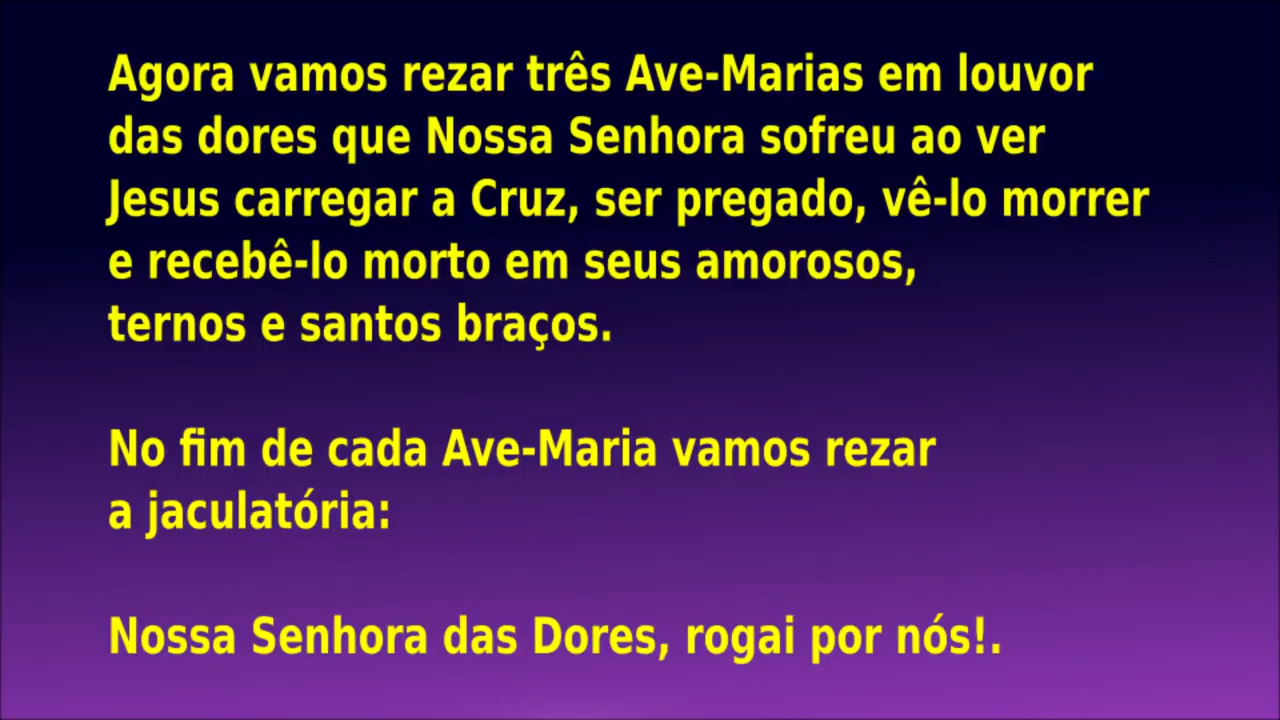 Agora vamos rezar três Ave-Marias em louvor
das dores que Nossa Senhora sofreu ao ver
Jesus carregar a Cruz, ser pregado, vê-lo morrer
e recebê-lo morto em seus amorosos,
ternos e santos braços.
No fim de cada Ave-Maria vamos rezar
a jaculatória:
Nossa Senhora das Dores, rogai por nós!.